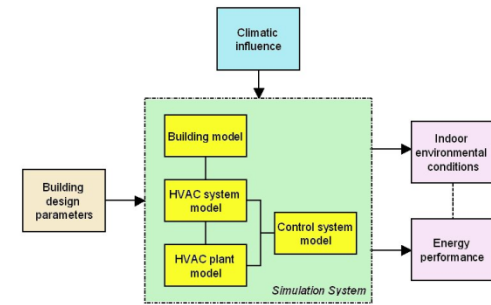 Climatic
influence
Building model
Building
design
parameters
HVAC system
model
Control system
model
HVAC plant
model
Simulation System
Indoor
environmental
conditions
Energy
performance